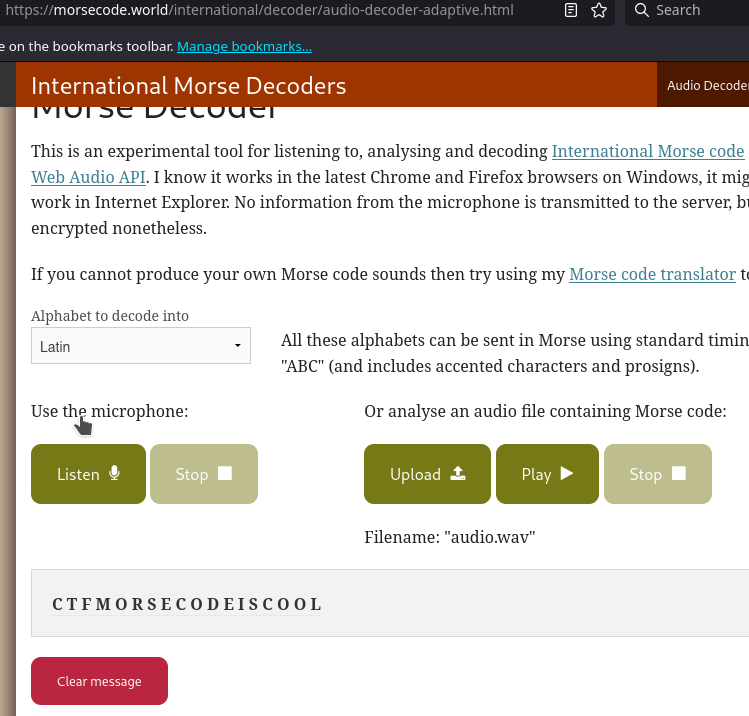 https://morsecode.world/international/decoder/audio-decoder-adaptive.html Search
e on the bookmarks toolbar. Manage bookmarks...
International Morse Decoders Audio Decoder
Morse Decoder
This is an experimental tool for listening to, analysing and decoding International Morse code
Web Audio API. I know it works in the latest Chrome and Firefox browsers on Windows, it mig
work in Internet Explorer. No information from the microphone is transmitted to the server, bu
encrypted nonetheless.
If you cannot produce your own Morse code sounds then try using my Morse code translator to
Alphabet to decode into
Latin
All these alphabets can be sent in Morse using standard timin
"ABC" (and includes accented characters and prosigns).
Use the microphone:
Or analyse an audio file containing Morse code:
Listen Stop
Upload Play Stop
Filename: "audio.wav"
C T F M O R S E C O D E I S C O O L
Clear message